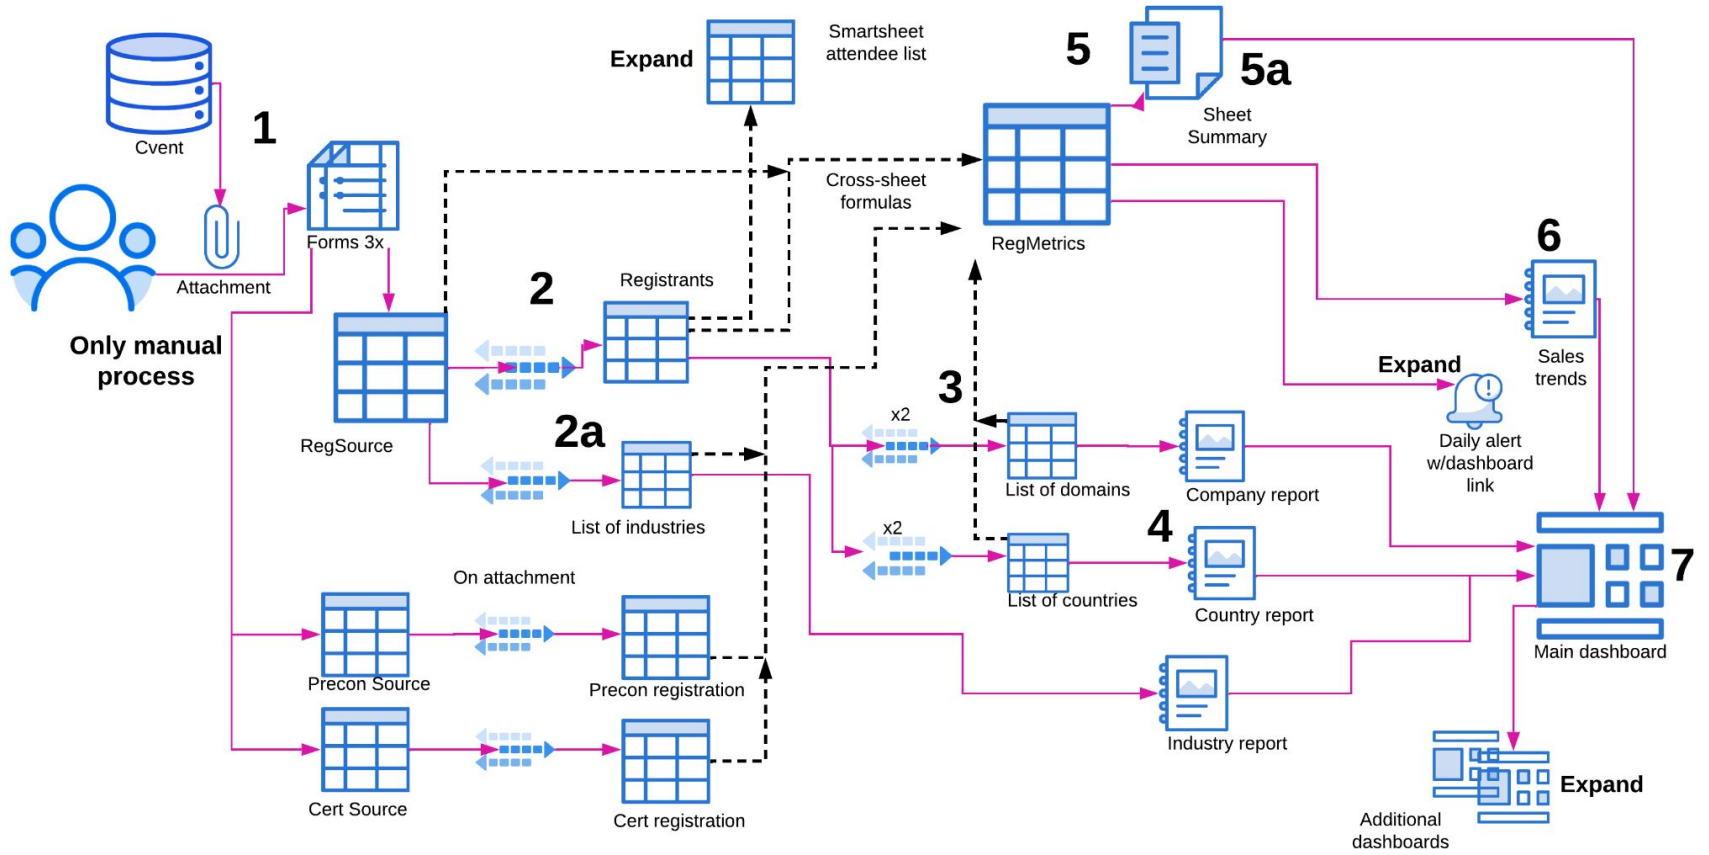 Cvent
1
Attachment
Forms 3x
Only manual
process
Expand
Smartsheet
attendee list
5
5a
Sheet
Summary
Cross-sheet
formulas
RegMetrics
2
Registrants
RegSource
2a
List of industries
On attachment
Precon Source
Precon registration
Cert Source
Cert registration
3
x2
List of domains
Company report
x2
4
List of countries
Country report
Industry report
6
Sales
trends
Expand
Daily alert
w/dashboard
link
7
Main dashboard
Expand
Additional
dashboards